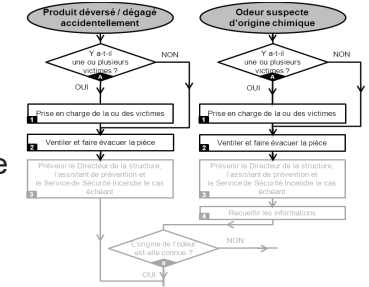 Produit déversé / dégagé
accidentellement
Odeur suspecte
d'origine chimique
Y a-t-il
une ou plusieurs
victimes ?
NON
A
OUI
Y a-t-il
une ou plusieurs
victimes ?
NON
A
OUI
Prise en charge de la ou des victimes
1
Prise en charge de la ou des victimes
1
Ventiler et faire évacuer la pièce
2
Ventiler et faire évacuer la pièce
2
e
Prévenir le Directeur de la structure,
l'assistant de prévention et
le Service de Sécurité Incendie le cas
échéant
3
Prévenir le Directeur de la structure,
l'assistant de prévention et
le Service de Sécurité Incendie le cas
échéant
3
Recueillir les informations
4
L'origine de l'odeur
est-elle connue ?
NON
B
OUI